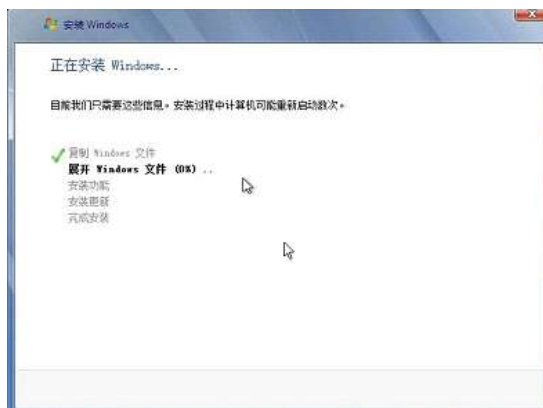 安装 Windows
正在安装 Windows...
目前我们只需要这些信息。安装过程中计算机可能重新启动数次。
复制 Windows 文件
展开 Windows 文件 (0%) ..
安装功能
安装更新
完成安装